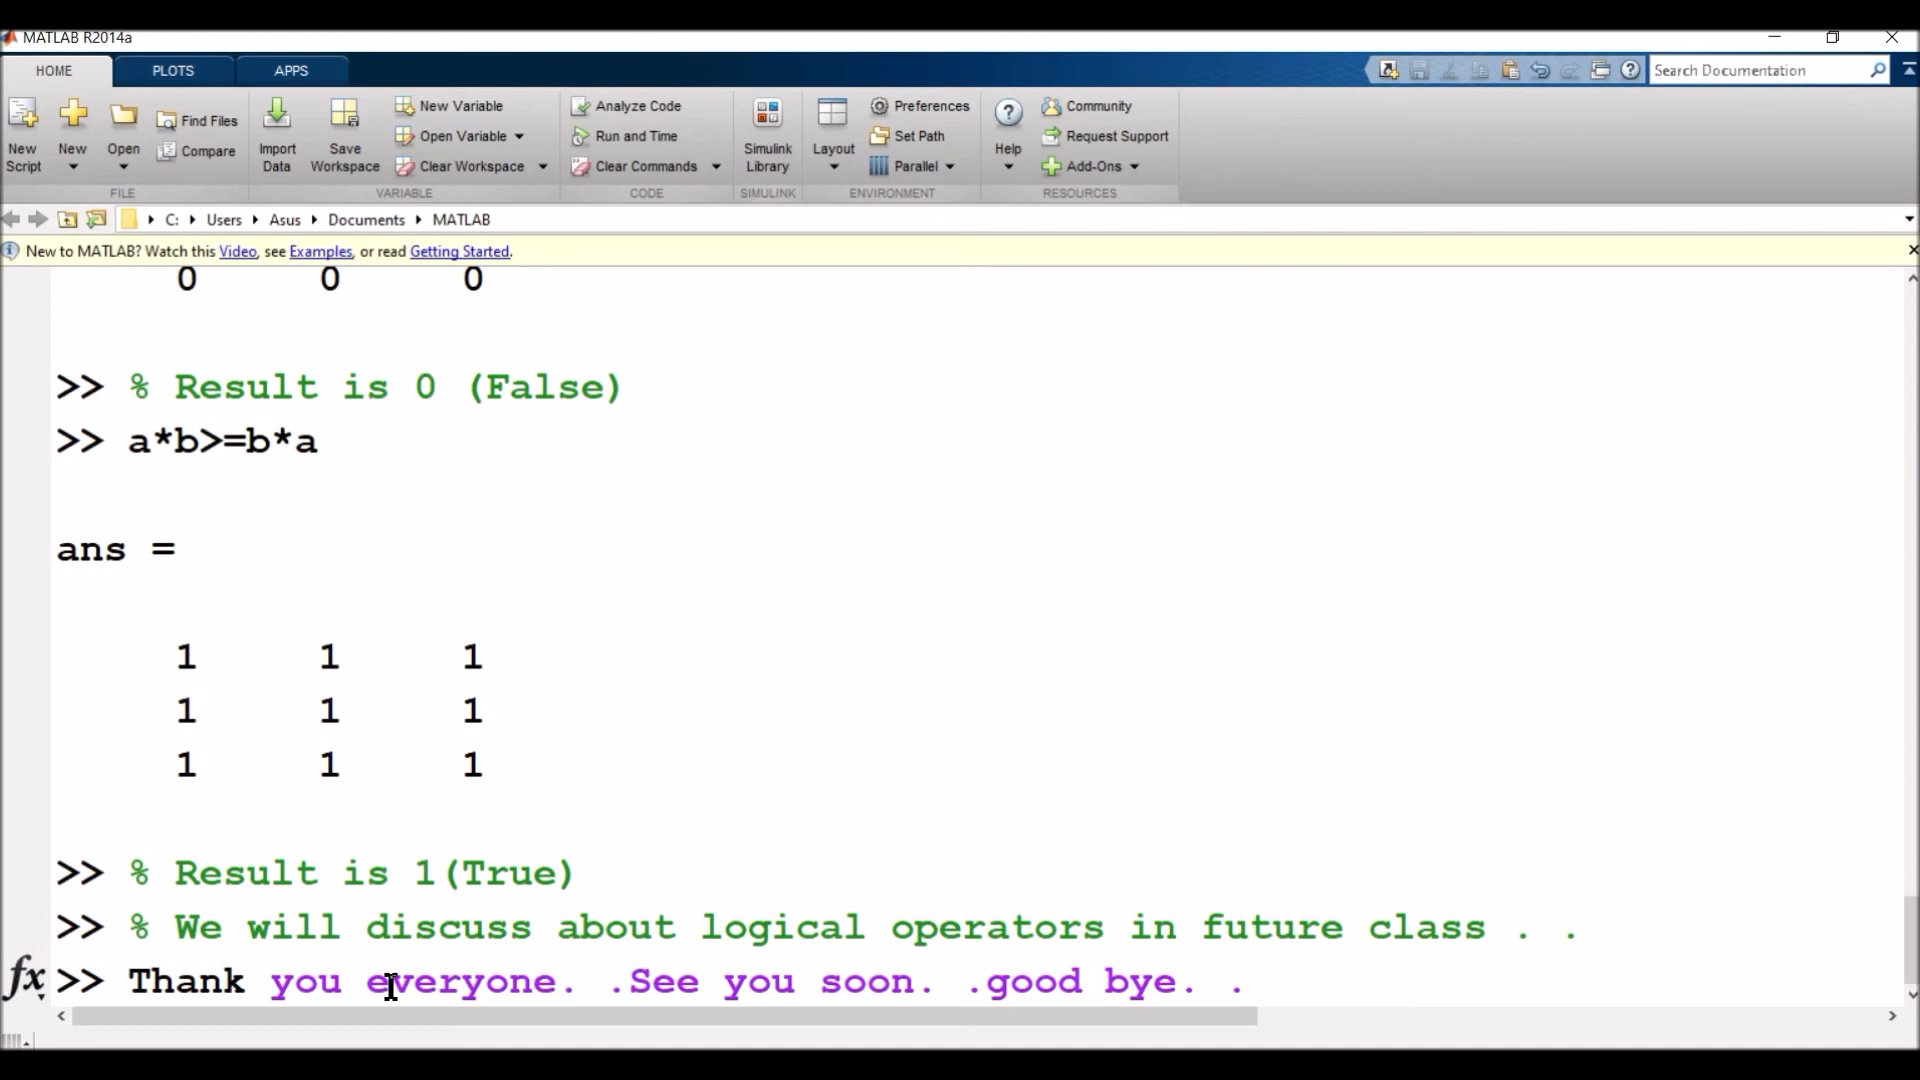 MATLAB R2014a
HOME PLOTS APPS
Search Documentation
New Script
New
Open
Find Files
Compare
FILE
Import Data
Save Workspace
New Variable
Open Variable
Clear Workspace
VARIABLE
Analyze Code
Run and Time
Clear Commands
CODE
Simulink Library
SIMULINK
Layout
Preferences
Set Path
Parallel
ENVIRONMENT
Help
Community
Request Support
Add-Ons
RESOURCES
C: Users Asus Documents MATLAB
New to MATLAB? Watch this Video, see Examples, or read Getting Started.
0 0 0
>> % Result is 0 (False)
>> a*b>=b*a
ans =
1 1 1
1 1 1
1 1 1
>> % Result is 1(True)
>> % We will discuss about logical operators in future class . .
fx >> Thank you everyone. .See you soon. .good bye. .